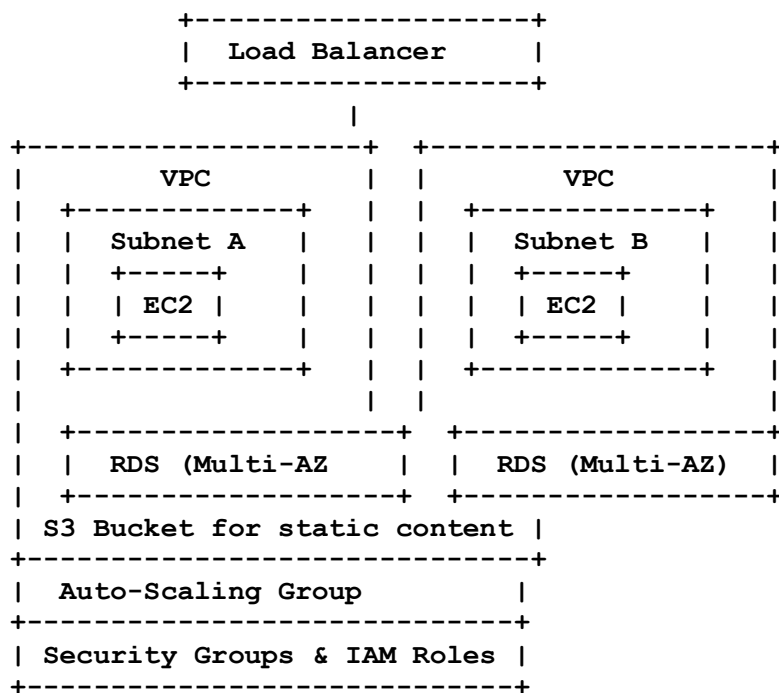 Load Balancer
VPC VPC
Subnet A Subnet B
EC2 EC2
RDS (Multi-AZ RDS (Multi-AZ)
S3 Bucket for static content
Auto-Scaling Group
Security Groups & IAM Roles